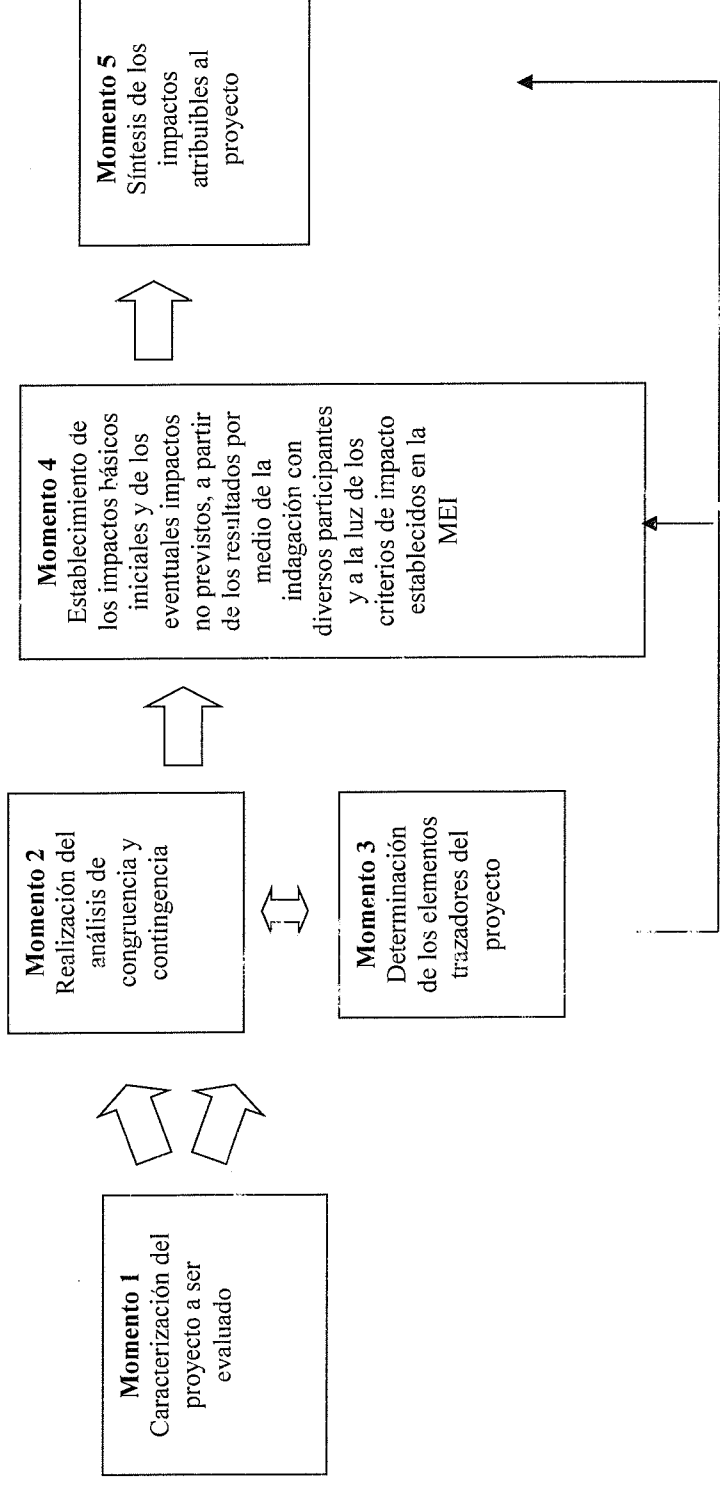 Momento 1
Caracterización del
proyecto a ser
evaluado
Momento 2
Realización del
análisis de
congruencia y
contingencia
Momento 3
Determinación
de los elementos
trazadores del
proyecto
Momento 4
Establecimiento de
los impactos básicos
iniciales y de los
eventuales impactos
no previstos, a partir
de los resultados por
medio de la
indagación con
diversos participantes
y a la luz de los
criterios de impacto
establecidos en la
MEI
Momento 5
Síntesis de los
impactos
atribuibles al
proyecto